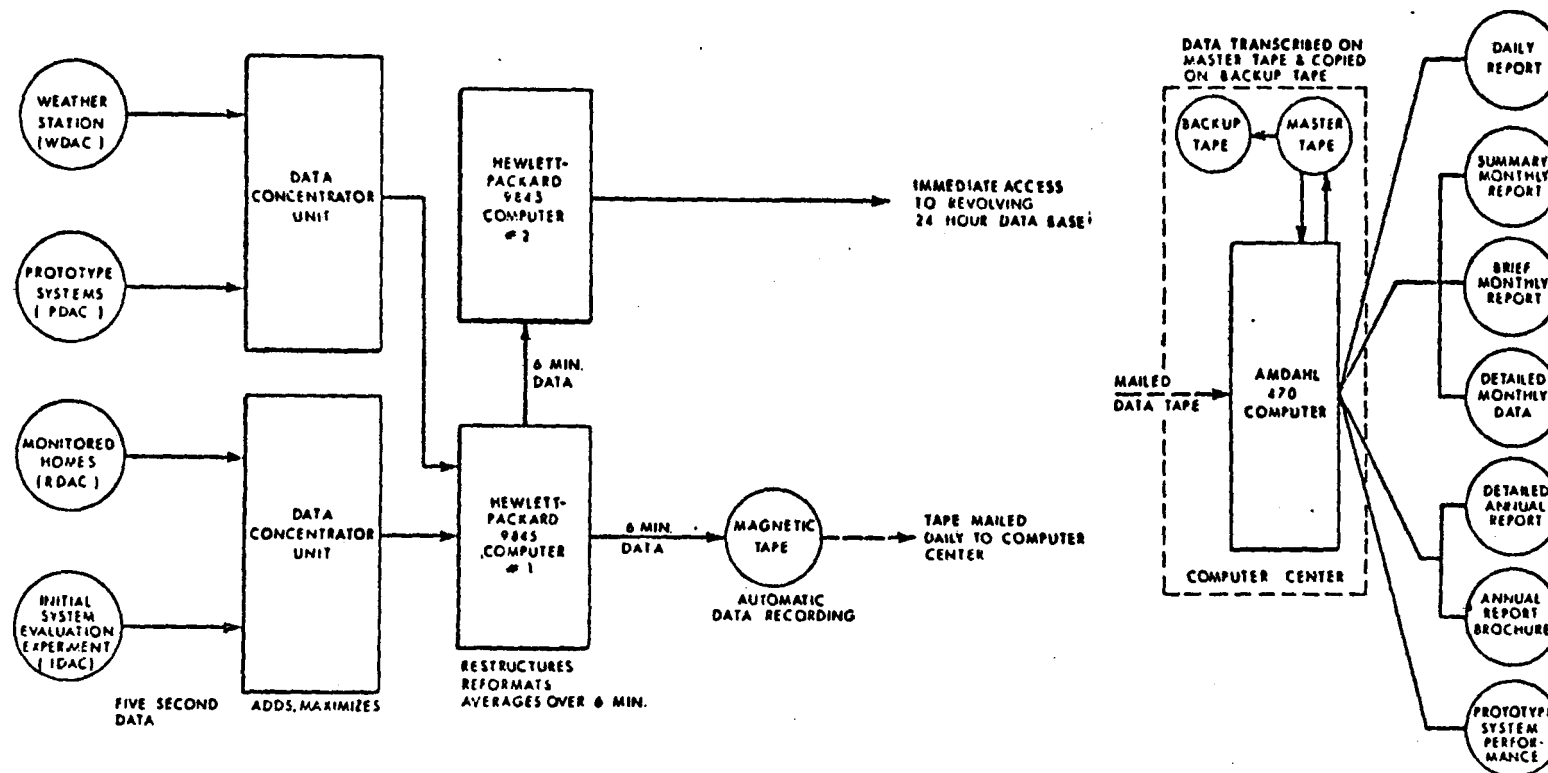 WEATHER
STATION
(WDAC)
PROTOTYPE
SYSTEMS
(PDAC)
MONITORED
HOMES
(RDAC)
INITIAL
SYSTEM
EVALUATION
EXPERIMENT
(IDAC)
FIVE SECOND
DATA
DATA
CONCENTRATOR
UNIT
DATA
CONCENTRATOR
UNIT
ADDS, MAXIMIZES
HEWLETT-
PACKARD
9845
COMPUTER
# 2
6 MIN.
DATA
HEWLETT-
PACKARD
9845
COMPUTER
# 1
RESTRUCTURES
REFORMATS
AVERAGES OVER 6 MIN.
IMMEDIATE ACCESS
TO REVOLVING
24 HOUR DATA BASE
6 MIN.
DATA
MAGNETIC
TAPE
AUTOMATIC
DATA RECORDING
TAPE MAILED
DAILY TO COMPUTER
CENTER
DATA TRANSCRIBED ON
MASTER TAPE & COPIED
ON BACKUP TAPE
BACKUP
TAPE
MASTER
TAPE
MAILED
DATA TAPE
AMDAHL
470
COMPUTER
COMPUTER CENTER
DAILY
REPORT
SUMMARY
MONTHLY
REPORT
BRIEF
MONTHLY
REPORT
DETAILED
MONTHLY
DATA
DETAILED
ANNUAL
REPORT
ANNUAL
REPORT
BROCHURE
PROTOTYPE
SYSTEM
PERFOR-
MANCE